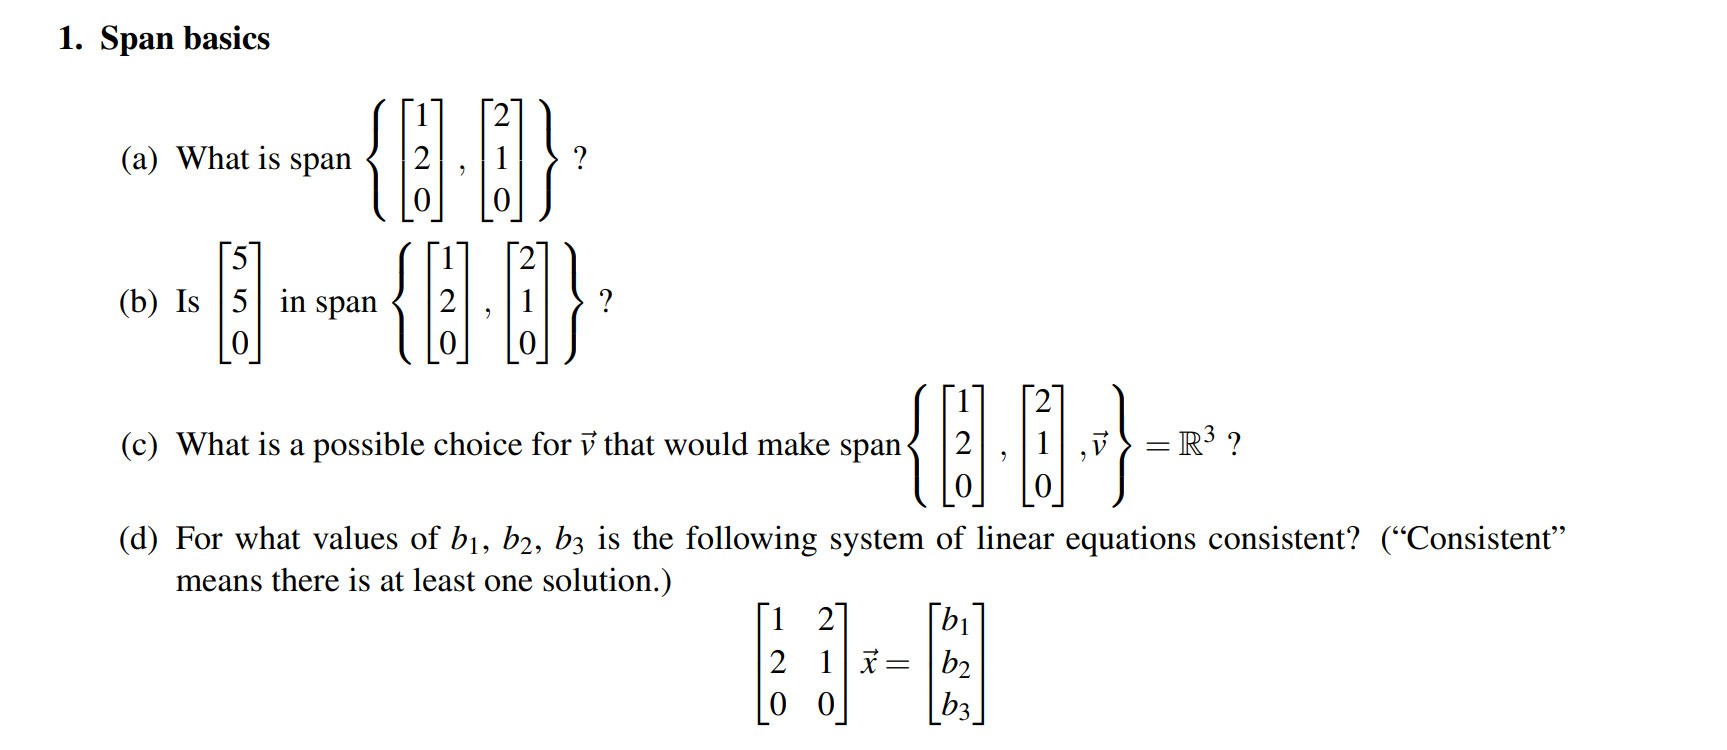 1. Span basics
(a) What is span $\left\{ \begin{bmatrix} 1 \\ 2 \\ 0 \end{bmatrix}, \begin{bmatrix} 2 \\ 1 \\ 0 \end{bmatrix} \right\}$ ?
(b) Is $\begin{bmatrix} 5 \\ 5 \\ 0 \end{bmatrix}$ in span $\left\{ \begin{bmatrix} 1 \\ 2 \\ 0 \end{bmatrix}, \begin{bmatrix} 2 \\ 1 \\ 0 \end{bmatrix} \right\}$ ?
(c) What is a possible choice for $\vec{v}$ that would make span $\left\{ \begin{bmatrix} 1 \\ 2 \\ 0 \end{bmatrix}, \begin{bmatrix} 2 \\ 1 \\ 0 \end{bmatrix}, \vec{v} \right\} = \mathbb{R}^3$ ?
(d) For what values of $b_1$, $b_2$, $b_3$ is the following system of linear equations consistent? (“Consistent”
means there is at least one solution.)
$\begin{bmatrix} 1 & 2 \\ 2 & 1 \\ 0 & 0 \end{bmatrix} \vec{x} = \begin{bmatrix} b_1 \\ b_2 \\ b_3 \end{bmatrix}$